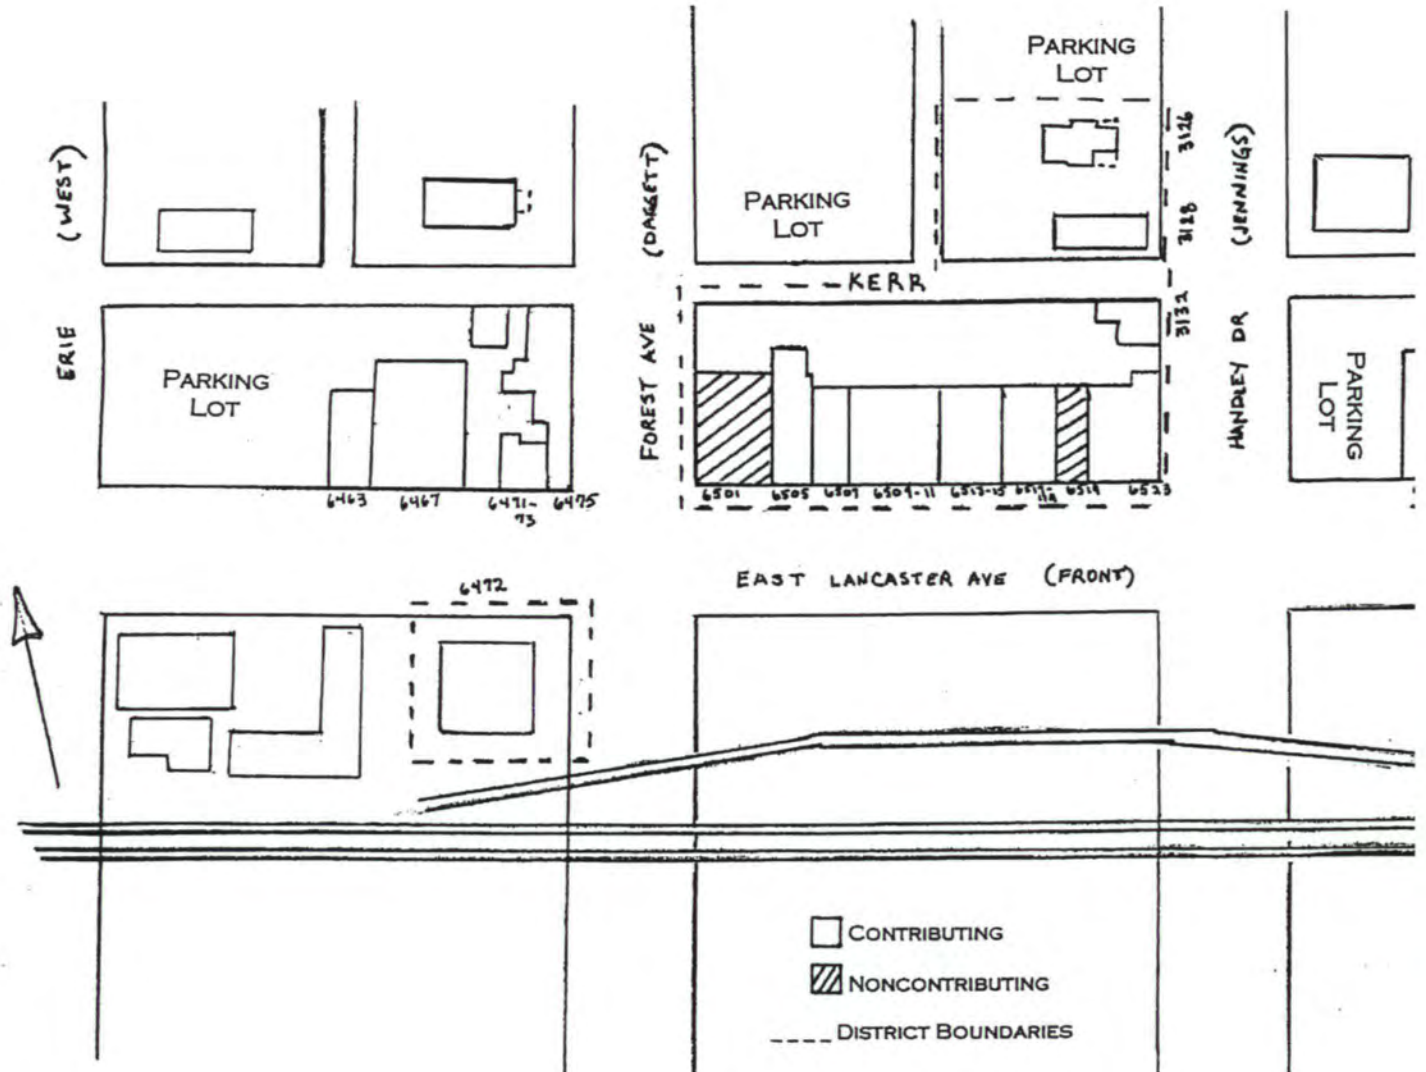 PARKING
LOT
3126
(WEST)
(DAGGETT)
(JENNINGS)
PARKING
LOT
3128
KERR
3132
ERIE
FOREST AVE
HANDLEY DR
PARKING
LOT
PARKING
LOT
6463
6467
6471-
73
6475
6501
6505
6507
6509-11
6513-15
6519
6523
6472
EAST LANCASTER AVE (FRONT)
CONTRIBUTING
NONCONTRIBUTING
DISTRICT BOUNDARIES